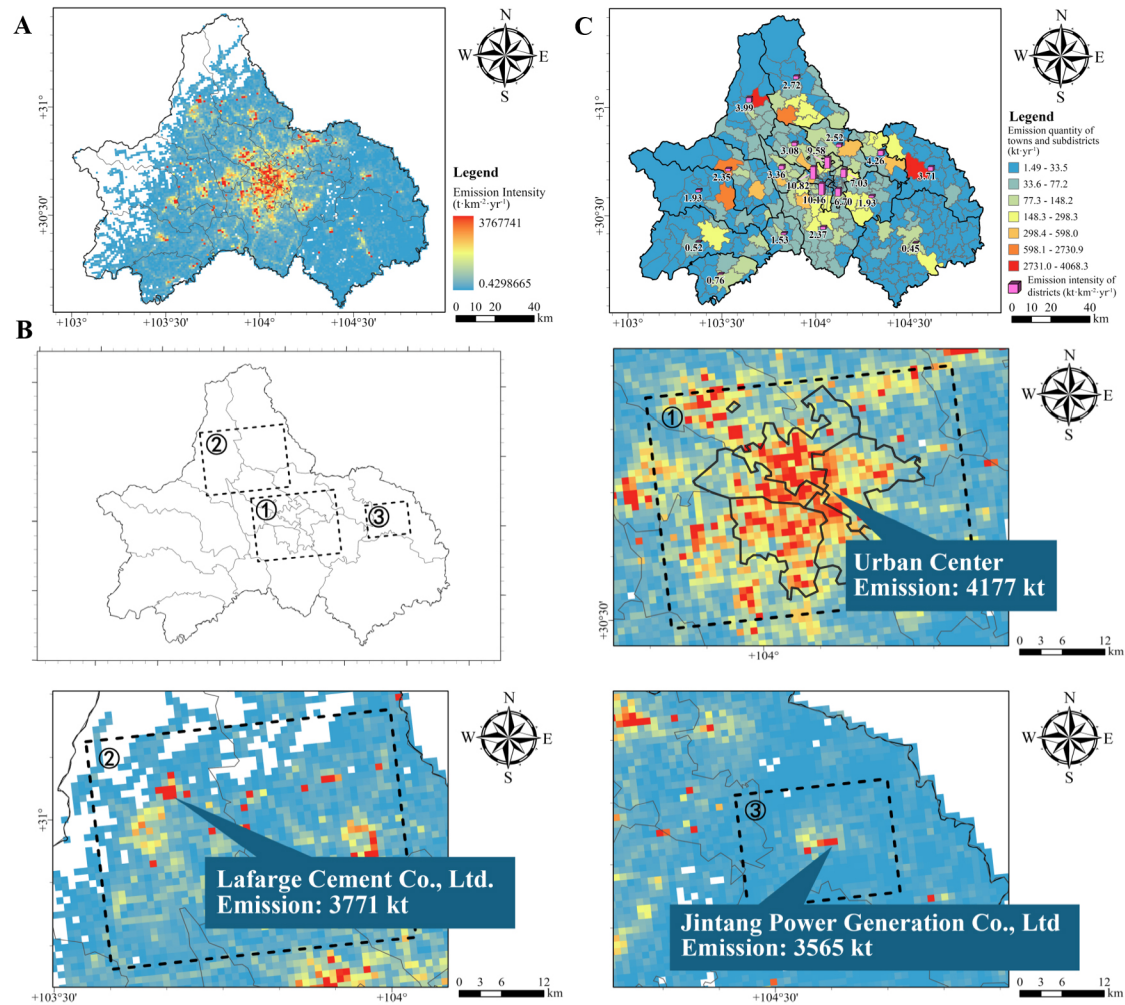 A
N
W
E
S
+31°
+30°30'
+103°
+103°30'
+104°
+104°30'
Legend
Emission Intensity
(t·km⁻²·yr⁻¹)
3767741
0.4298665
0 10 20 40
km
C
N
W
E
S
+31°
+30°30'
+103°
+103°30'
+104°
+104°30'
2.72
3.99
2.52
3.08
9.58
4.26
3.71
2.35
3.36
7.03
1.93
10.82
10.16
6.70
1.93
0.52
1.53
2.37
0.45
0.76
Legend
Emission quantity of
towns and subdistricts
(kt·yr⁻¹)
1.49 - 33.5
33.6 - 77.2
77.3 - 148.2
148.3 - 298.3
298.4 - 598.0
598.1 - 2730.9
2731.0 - 4068.3
Emission intensity of
districts (kt·km⁻²·yr⁻¹)
0 10 20 40
km
B
②
①
③
①
N
W
E
S
Urban Center
Emission: 4177 kt
+30°30'
+104°
0 3 6 12
km
②
N
W
E
S
+31°
Lafarge Cement Co., Ltd.
Emission: 3771 kt
+103°30'
+104°
0 3 6 12
km
③
N
W
E
S
Jintang Power Generation Co., Ltd
Emission: 3565 kt
+104°30'
0 3 6 12
km